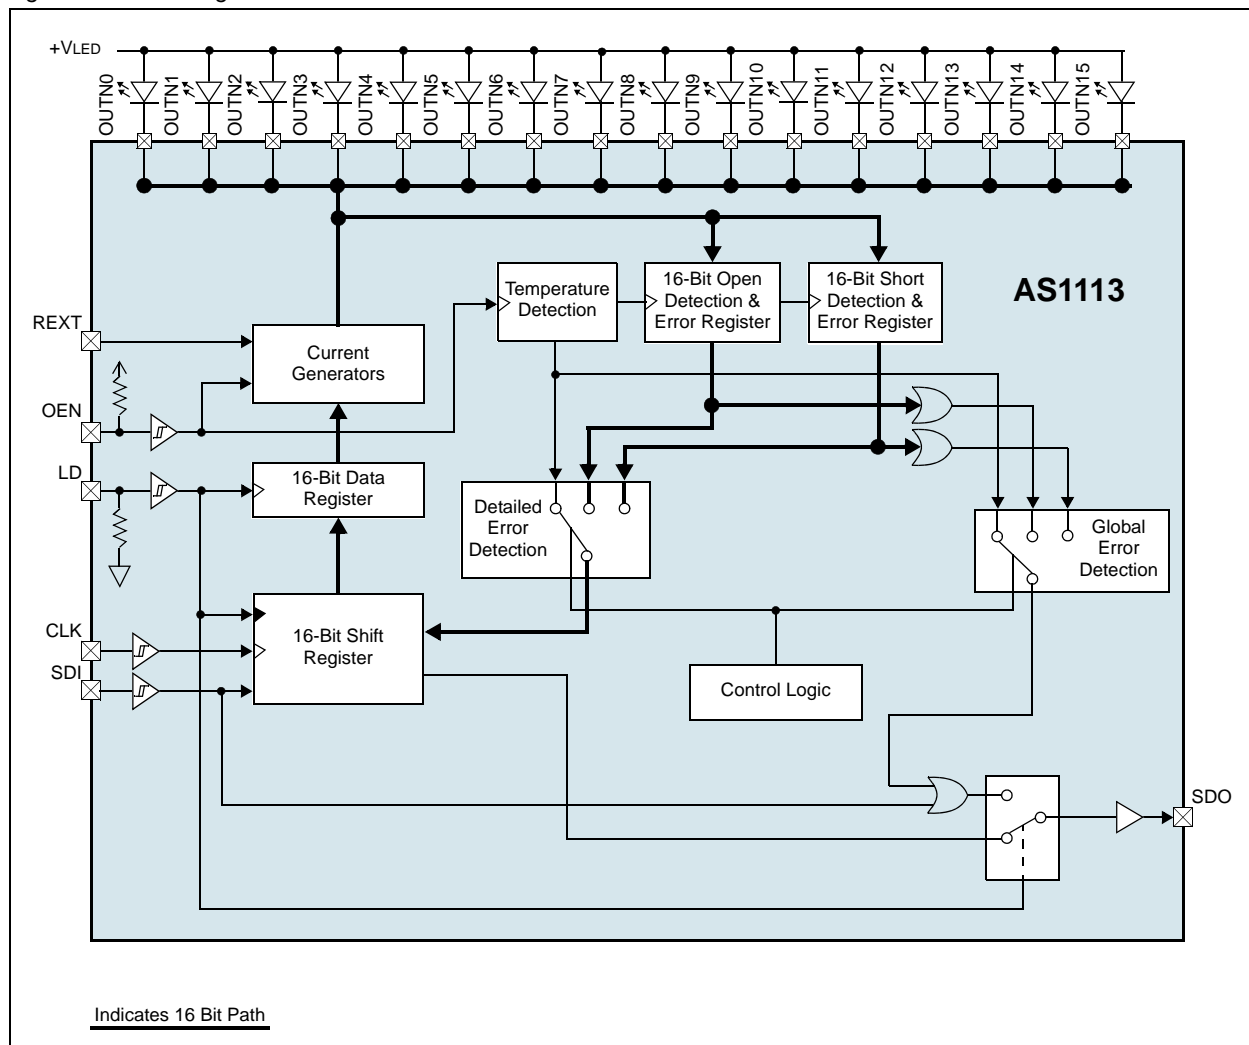 +VLED
OUTN0
OUTN1
OUTN2
OUTN3
OUTN4
OUTN5
OUTN6
OUTN7
OUTN8
OUTN9
OUTN10
OUTN11
OUTN12
OUTN13
OUTN14
OUTN15
AS1113
Temperature
Detection
16-Bit Open
Detection &
Error Register
16-Bit Short
Detection &
Error Register
REXT
Current
Generators
OEN
LD
16-Bit Data
Register
Detailed
Error
Detection
Global
Error
Detection
CLK
SDI
16-Bit Shift
Register
Control Logic
SDO
Indicates 16 Bit Path